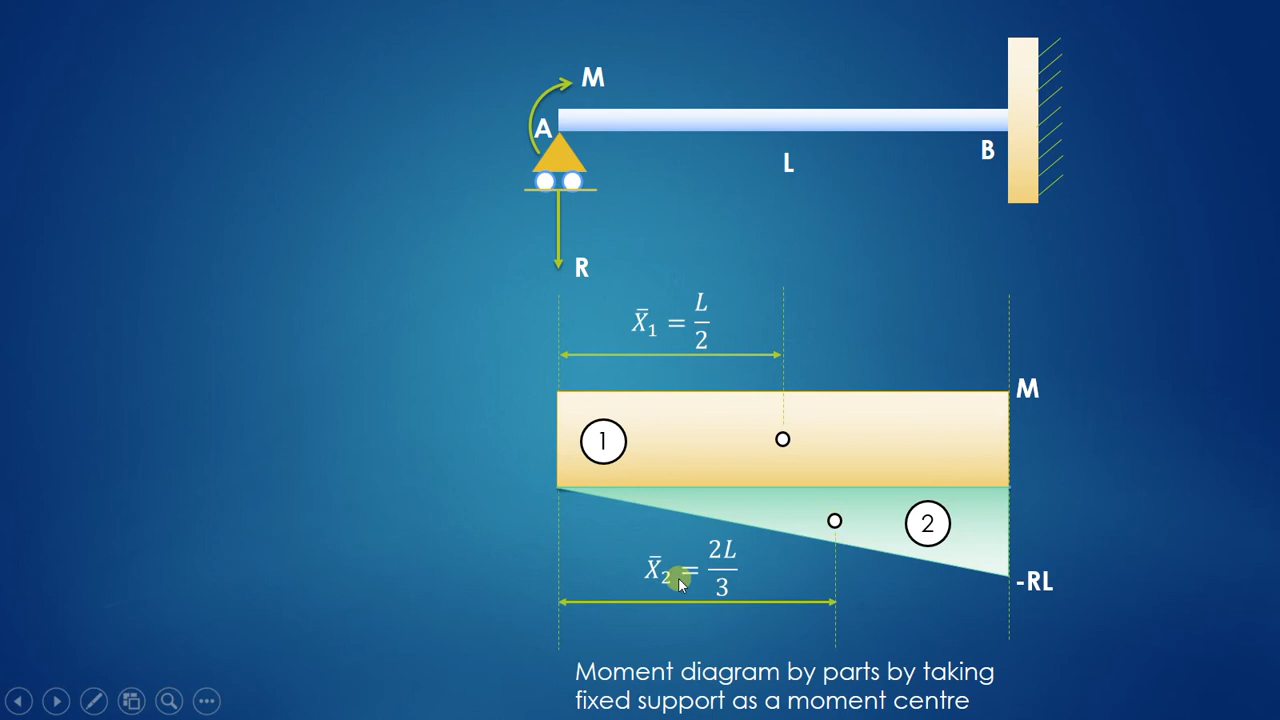 M
A
B
L
R
X̄₁ = L/2
M
1
2
X̄₂ = 2L/3
-RL
Moment diagram by parts by taking
fixed support as a moment centre